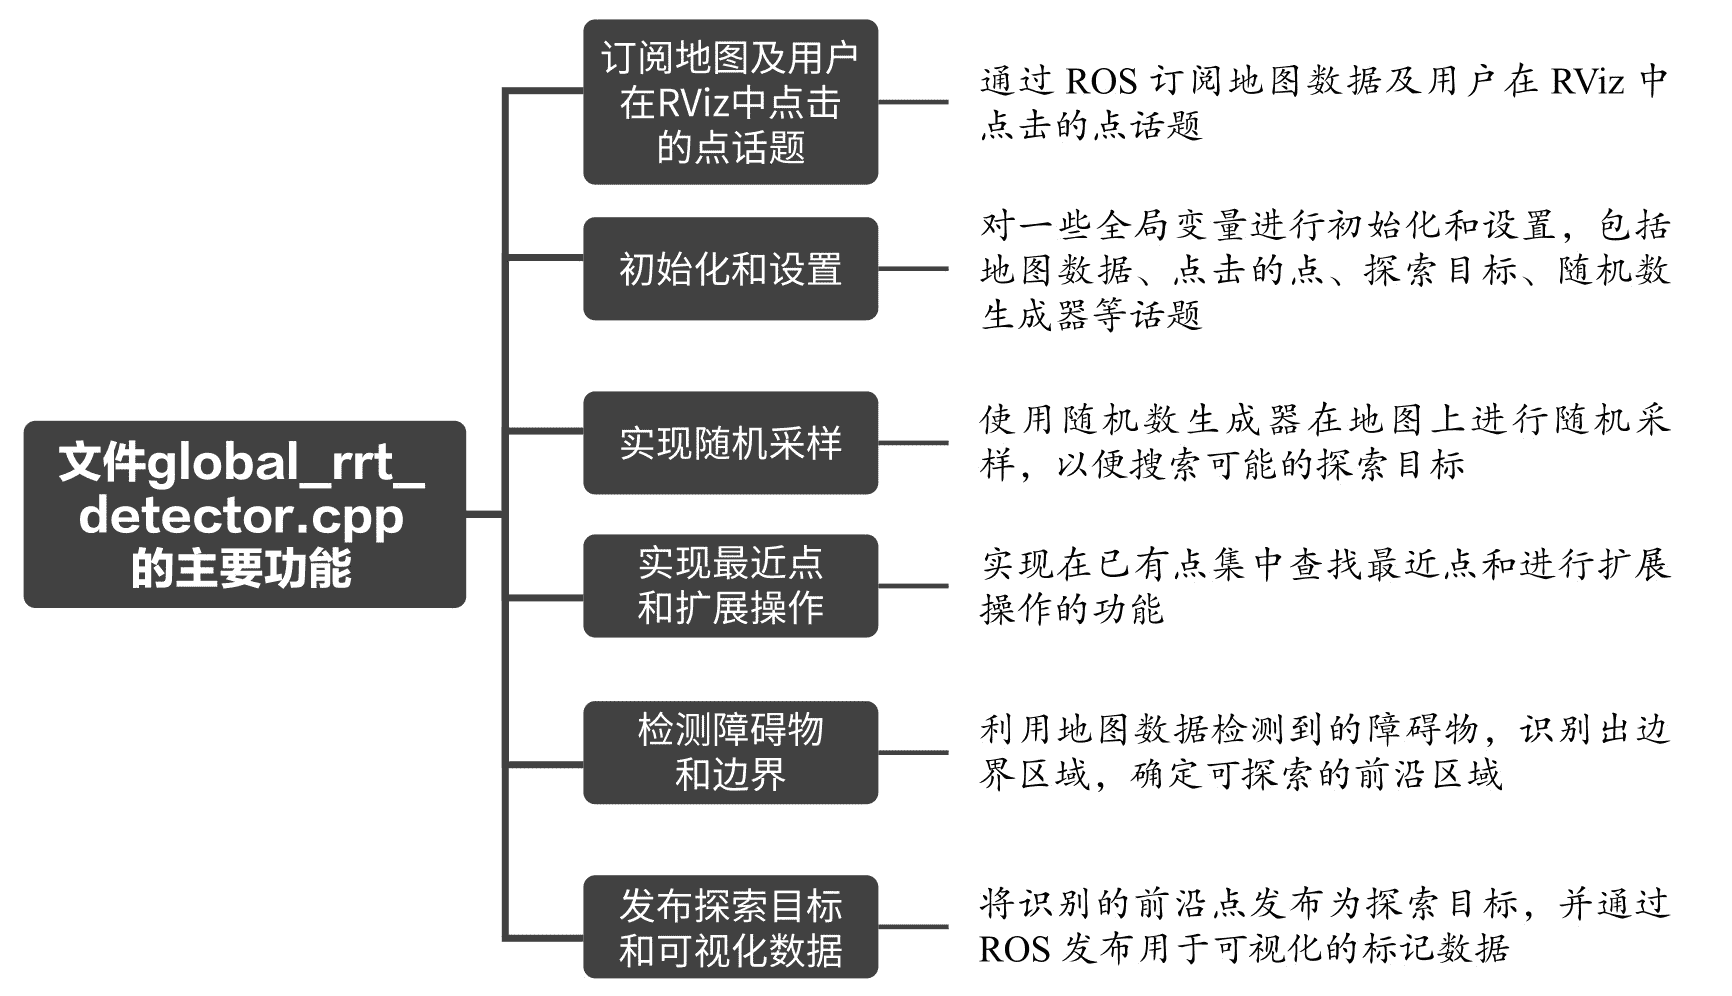 文件global_rrt_
detector.cpp
的主要功能
订阅地图及用户
在RViz中点击
的点话题
通过 ROS 订阅地图数据及用户在 RViz 中
点击的点话题
初始化和设置
对一些全局变量进行初始化和设置，包括
地图数据、点击的点、探索目标、随机数
生成器等话题
实现随机采样
使用随机数生成器在地图上进行随机采
样，以便搜索可能的探索目标
实现最近点
和扩展操作
实现在已有点集中查找最近点和进行扩展
操作的功能
检测障碍物
和边界
利用地图数据检测到的障碍物，识别出边
界区域，确定可探索的前沿区域
发布探索目标
和可视化数据
将识别的前沿点发布为探索目标，并通过
ROS 发布用于可视化的标记数据